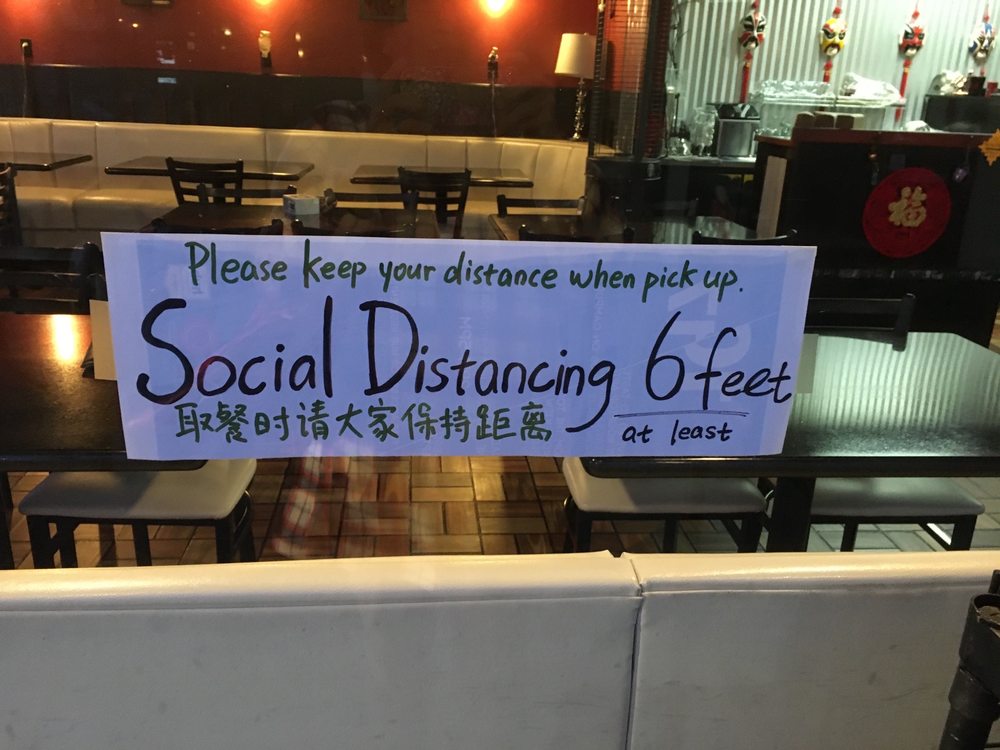 Please keep your distance when pick up.
Social Distancing 6 feet
取餐时请大家保持距离
at least
福